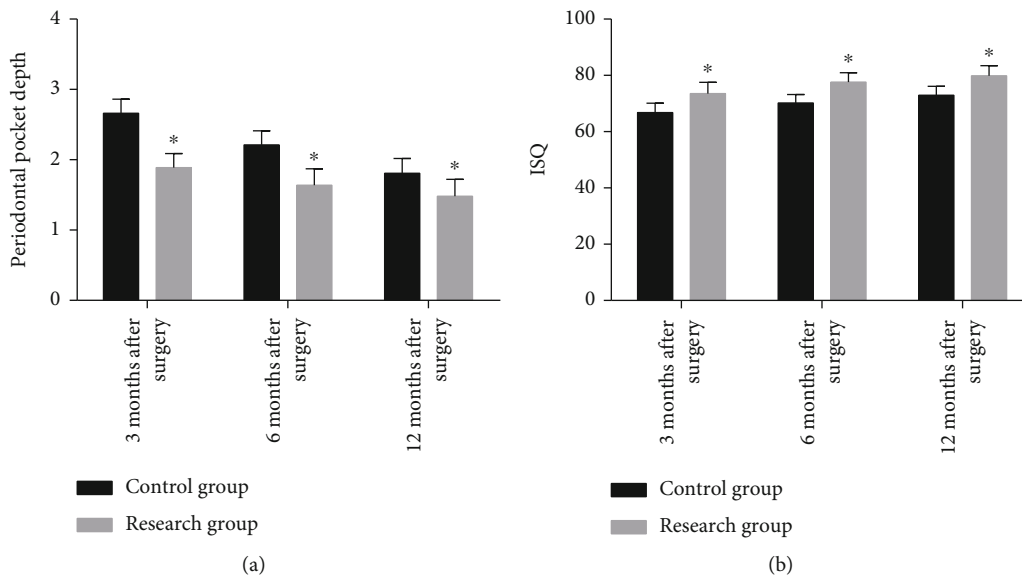 4
3
2
1
0
Periodontal pocket depth
*
*
*
3 months after
surgery
6 months after
surgery
12 months after
surgery
Control group
Research group
(a)
100
80
60
40
20
0
ISQ
*
*
*
3 months after
surgery
6 months after
surgery
12 months after
surgery
Control group
Research group
(b)